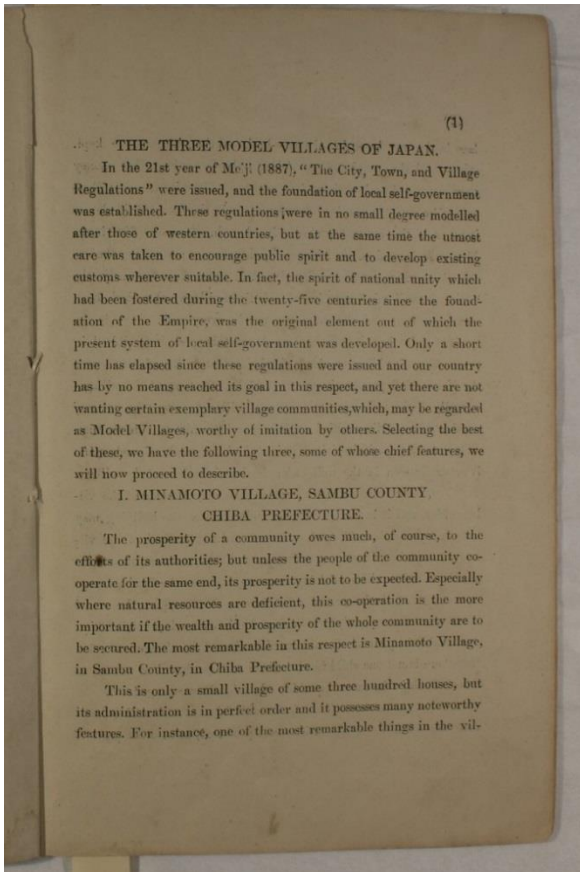 (1)
THE THREE MODEL VILLAGES OF JAPAN.
In the 21st year of Me'ji (1887), "The City, Town, and Village
Regulations" were issued, and the foundation of local self-government
was established. These regulations were in no small degree modelled
after those of western countries, but at the same time the utmost
care was taken to encourage public spirit and to develop existing
customs wherever suitable. In fact, the spirit of national unity which
had been fostered during the twenty-five centuries since the found-
ation of the Empire, was the original element out of which the
present system of local self-government was developed. Only a short
time has elapsed since these regulations were issued and our country
has by no means reached its goal in this respect, and yet there are not
wanting certain exemplary village communities,which, may be regarded
as Model Villages, worthy of imitation by others. Selecting the best
of these, we have the following three, some of whose chief features, we
will now proceed to describe.
I. MINAMOTO VILLAGE, SAMBU COUNTY
CHIBA PREFECTURE.
The prosperity of a community owes much, of course, to the
efforts of its authorities; but unless the people of the community co-
operate for the same end, its prosperity is not to be expected. Especially
where natural resources are deficient, this co-operation is the more
important if the wealth and prosperity of the whole community are to
be secured. The most remarkable in this respect is Minamoto Village,
in Sambu County, in Chiba Prefecture.
This is only a small village of some three hundred houses, but
its administration is in perfect order and it possesses many noteworthy
features. For instance, one of the most remarkable things in the vil-